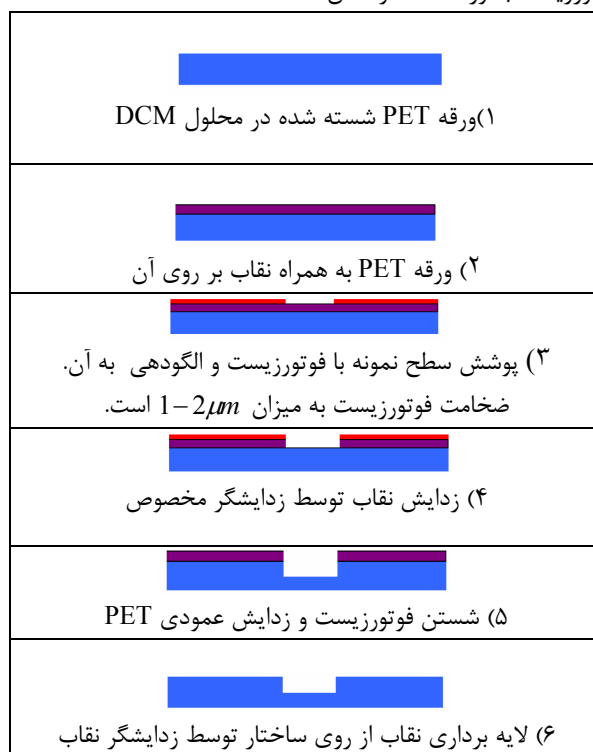 ۱)ورقه PET شسته شده در محلول DCM
۲) ورقه PET به همراه نقاب بر روی آن
۳) پوشش سطح نمونه با فوتورزیست و الگودهی به آن.
ضخامت فوتورزیست به میزان 1−2μm است.
۴) زدایش نقاب توسط زدایشگر مخصوص
۵) شستن فوتورزیست و زدایش عمودی PET
۶) لایه برداری نقاب از روی ساختار توسط زدایشگر نقاب